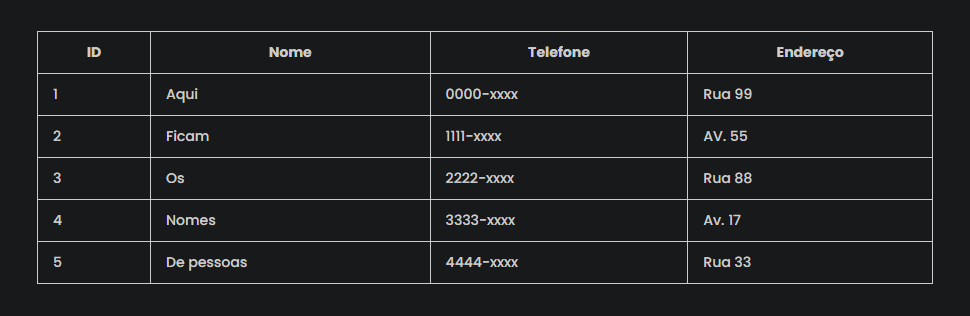 ID Nome Telefone Endereço
1 Aqui 0000-xxxx Rua 99
2 Ficam 1111-xxxx AV. 55
3 Os 2222-xxxx Rua 88
4 Nomes 3333-xxxx Av. 17
5 De pessoas 4444-xxxx Rua 33